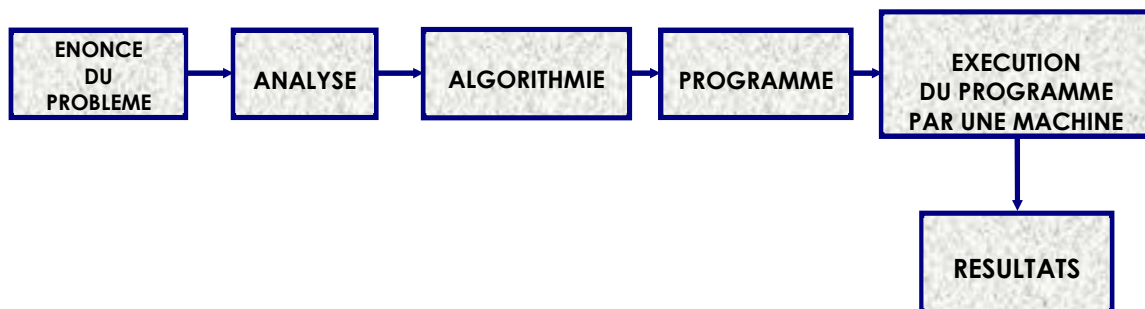 ENONCE
DU
PROBLEME
ANALYSE
ALGORITHMIE
PROGRAMME
EXECUTION
DU PROGRAMME
PAR UNE MACHINE
RESULTATS